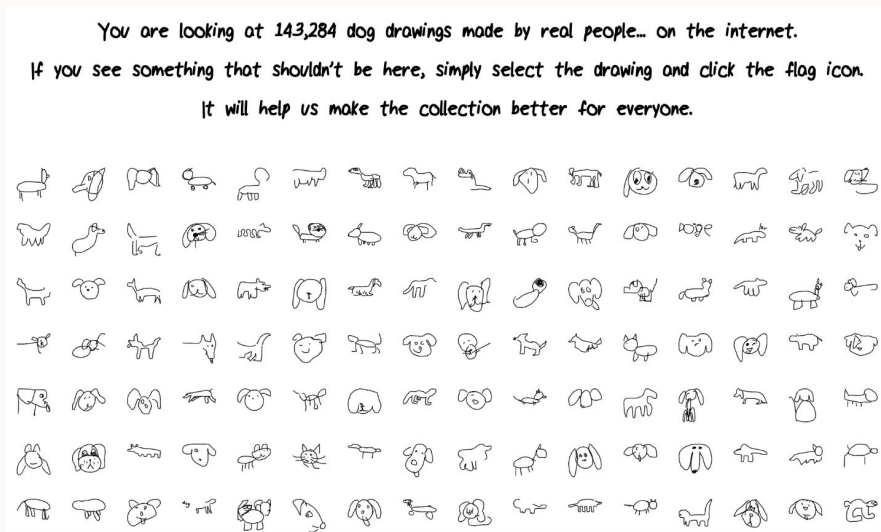 You are looking at 143,284 dog drawings made by real people... on the internet.
If you see something that shouldn't be here, simply select the drawing and click the flag icon.
It will help us make the collection better for everyone.
DOGE